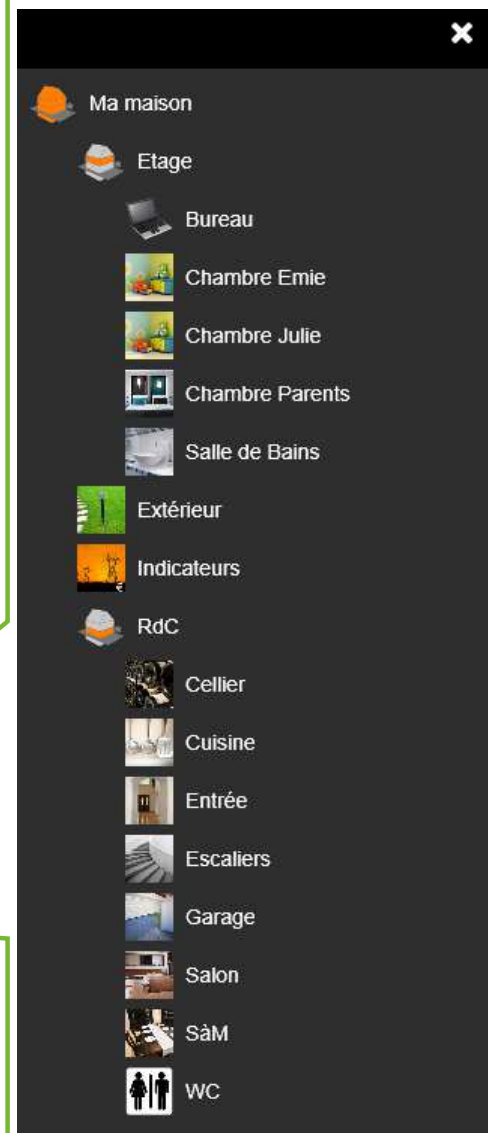 Ma maison
Etage
Bureau
Chambre Emie
Chambre Julie
Chambre Parents
Salle de Bains
Extérieur
Indicateurs
RdC
Cellier
Cuisine
Entrée
Escaliers
Garage
Salon
SàM
WC